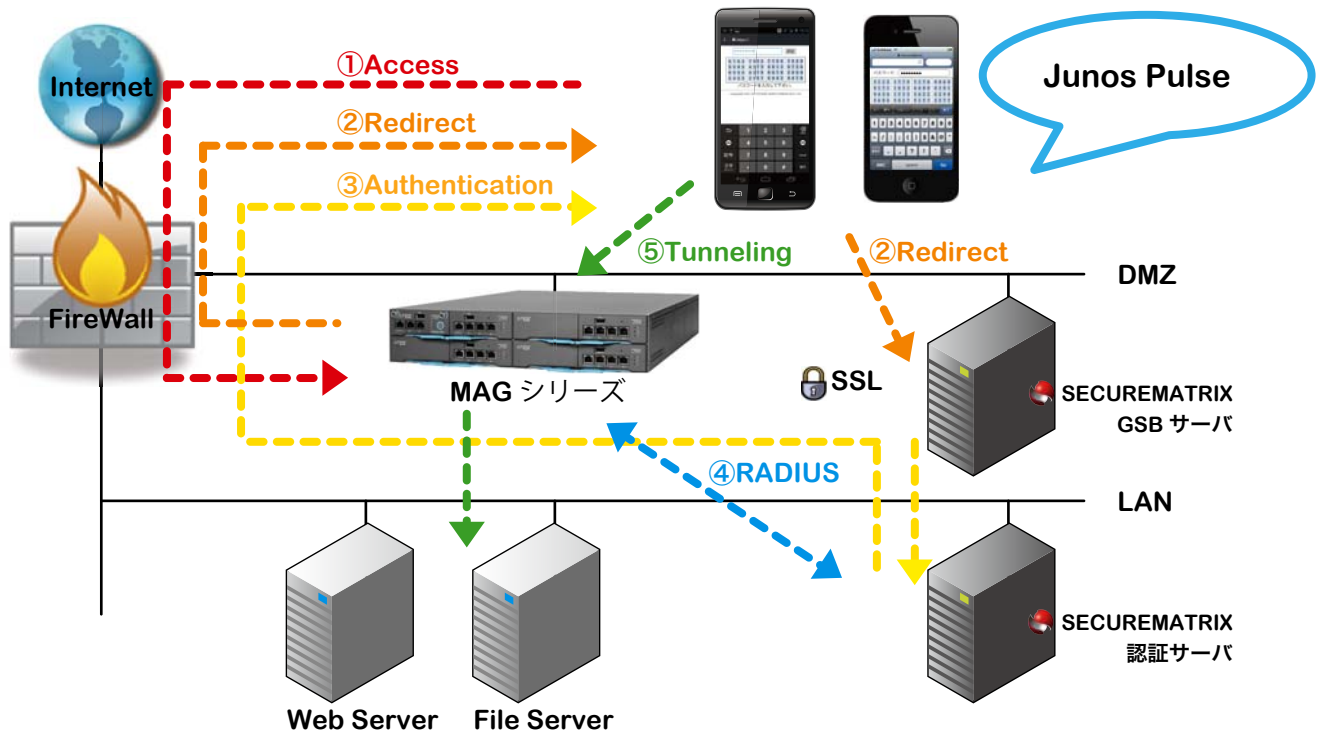 Internet
①Access
②Redirect
③Authentication
Junos Pulse
⑤Tunneling
②Redirect
DMZ
FireWall
MAG シリーズ
SSL
SECUREMATRIX
GSB サーバ
④RADIUS
LAN
SECUREMATRIX
認証サーバ
Web Server
File Server